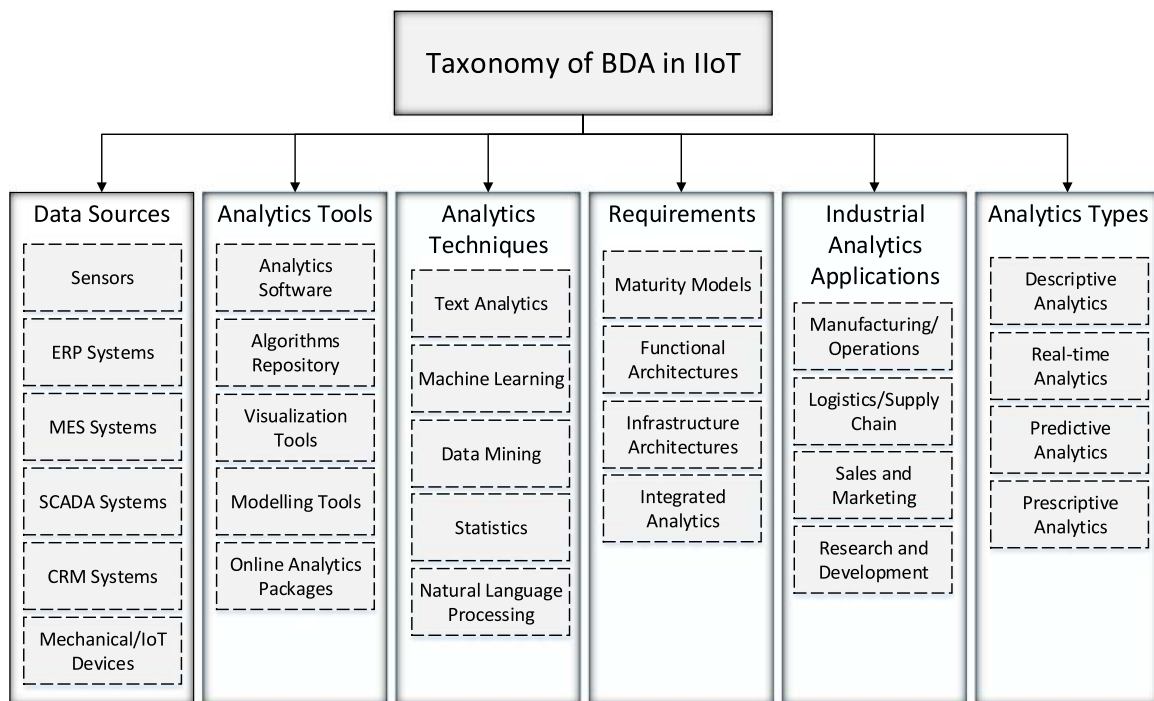 Taxonomy of BDA in IIoT
Data Sources
Sensors
ERP Systems
MES Systems
SCADA Systems
CRM Systems
Mechanical/IoT
Devices
Analytics Tools
Analytics
Software
Algorithms
Repository
Visualization
Tools
Modelling Tools
Online Analytics
Packages
Analytics
Techniques
Text Analytics
Machine Learning
Data Mining
Statistics
Natural Language
Processing
Requirements
Maturity Models
Functional
Architectures
Infrastructure
Architectures
Integrated
Analytics
Industrial
Analytics
Applications
Manufacturing/
Operations
Logistics/Supply
Chain
Sales and
Marketing
Research and
Development
Analytics Types
Descriptive
Analytics
Real-time
Analytics
Predictive
Analytics
Prescriptive
Analytics